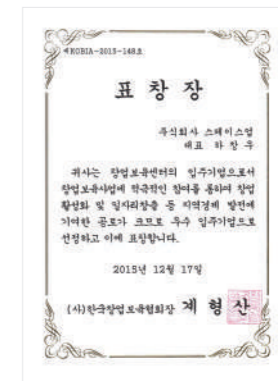 제KOBIA-2015-148호
표 창 장
주식회사 스페이스업
대표 하 창 우
귀사는 창업보육센터의 입주기업으로서
창업보육사업에 적극적인 참여를 통하여 창업
활성화 및 일자리창출 등 지역경제 발전에
기여한 공로가 크므로 우수 입주기업으로
선정하고 이에 표창합니다.
2015년 12월 17일
(사)한국창업보육협회장 계 형 산